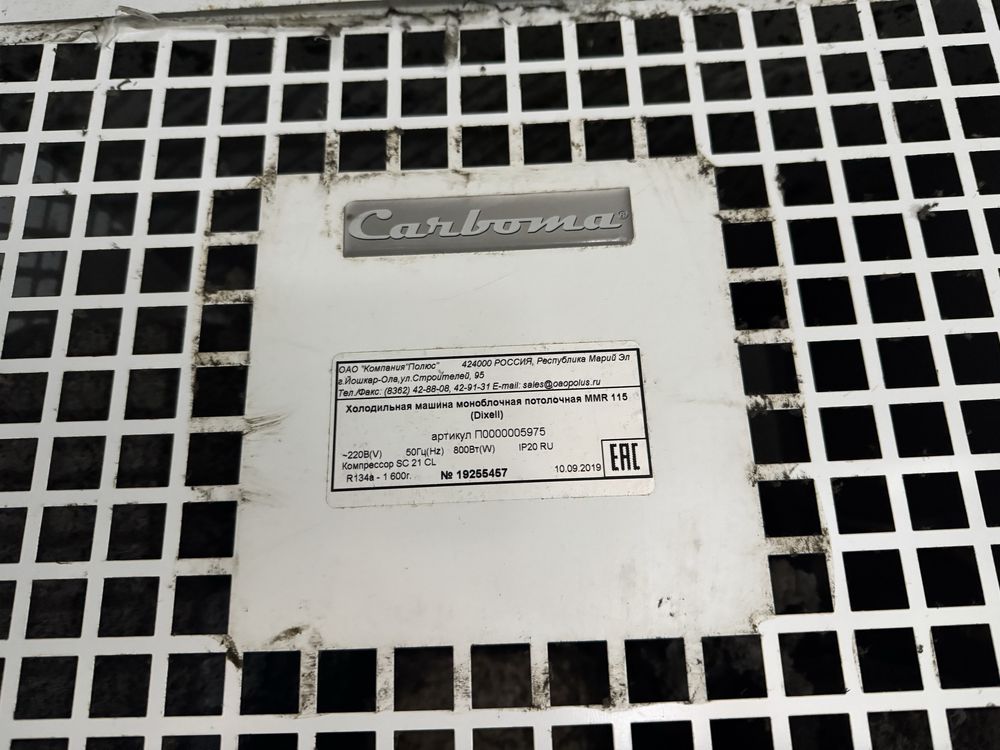 Carboma®
ОАО "Компания"Полюс" 424000 РОССИЯ, Республика Марий Эл
г.Йошкар-Ола,ул.Строителей, 95
Тел./Факс: (8362) 42-88-08, 42-91-31 E-mail: sales@oaopolus.ru
Холодильная машина моноблочная потолочная MMR 115
(Dixell)
артикул П0000005975
~220В(V) 50Гц(Hz) 800Вт(W) IP20 RU
Компрессор SC 21 CL
R134a - 1 600г. № 19255457 10.09.2019 EAC